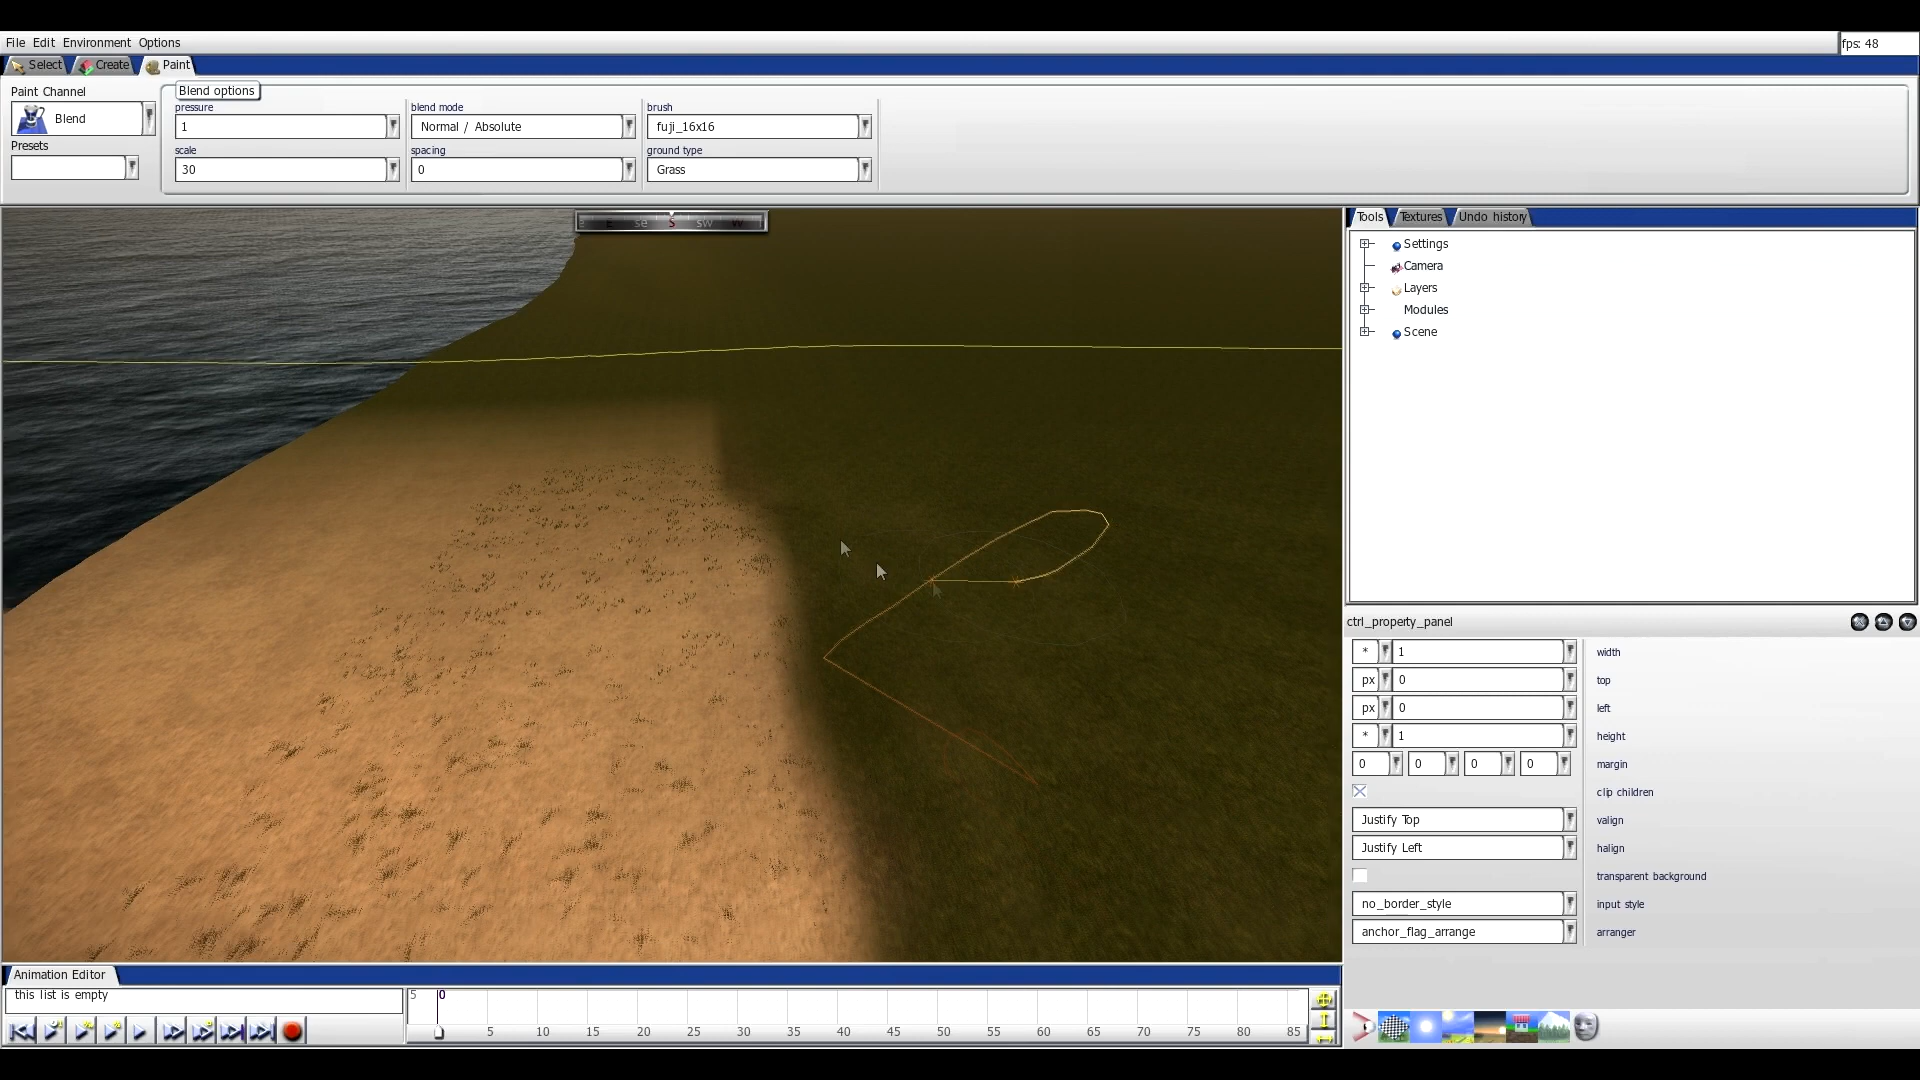 File Edit Environment Options
fps: 48
Select Create Paint
Paint Channel
Blend
Presets
Blend options
pressure
1
scale
30
blend mode
Normal / Absolute
spacing
0
brush
fuji_16x16
ground type
Grass
E se S sw W
Tools Textures Undo history
Settings
Camera
Layers
Modules
Scene
ctrl_property_panel
* 1 width
px 0 top
px 0 left
* 1 height
0 0 0 0 margin
clip children
Justify Top valign
Justify Left halign
transparent background
no_border_style input style
anchor_flag_arrange arranger
Animation Editor
this list is empty
5 0
5 10 15 20 25 30 35 40 45 50 55 60 65 70 75 80 85